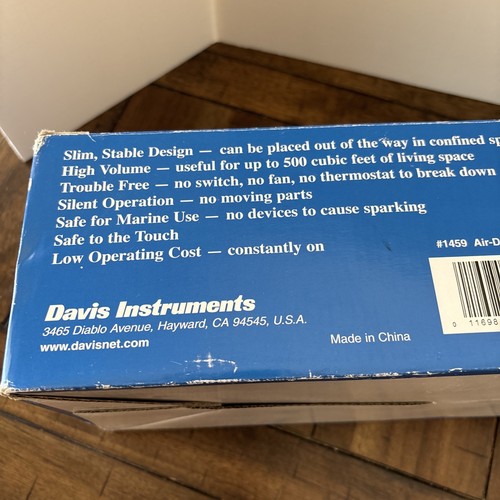 Slim, Stable Design — can be placed out of the way in confined
High Volume — useful for up to 500 cubic feet of living space
Trouble Free — no switch, no fan, no thermostat to break down
Silent Operation — no moving parts
Safe for Marine Use — no devices to cause sparking
Safe to the Touch
Low Operating Cost — constantly on
#1459 Air-D
Davis Instruments
3465 Diablo Avenue, Hayward, CA 94545, U.S.A.
www.davisnet.com
Made in China
0 11698